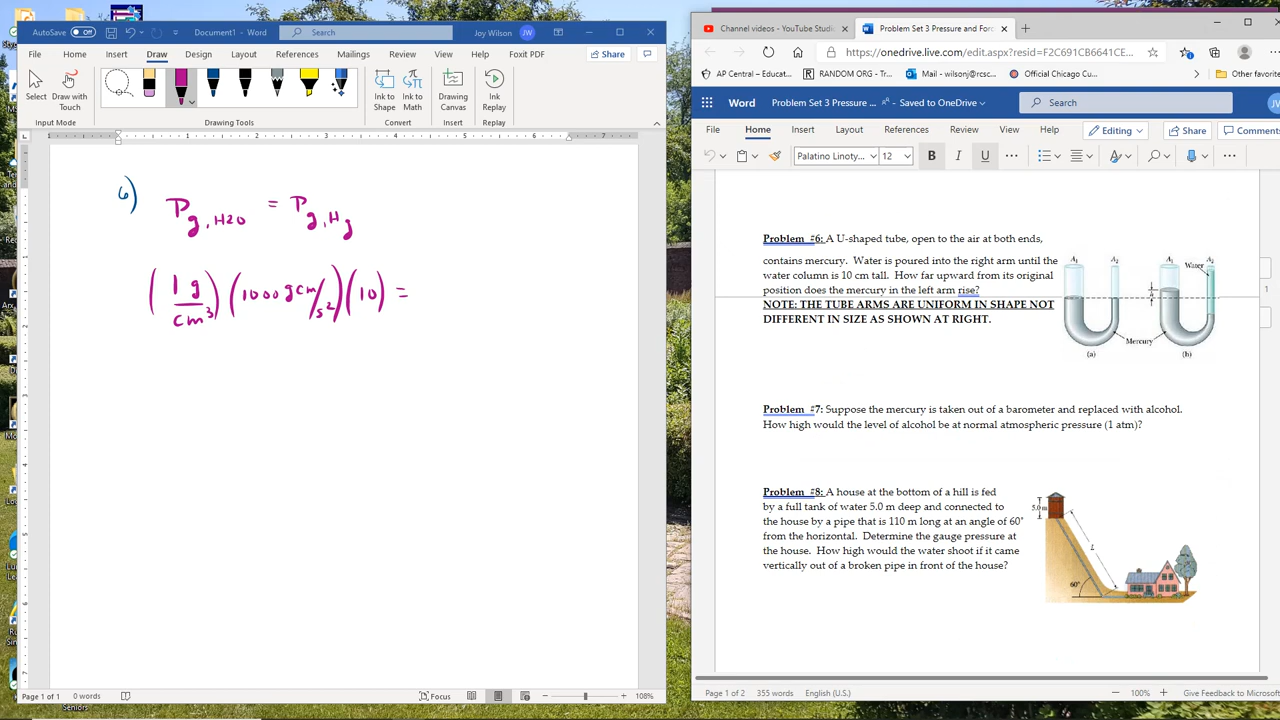 AutoSave Off Document1 - Word Search Joy Wilson JW
File Home Insert Draw Design Layout References Mailings Review View Help Foxit PDF Share
Select Draw with Touch Ink to Shape Ink to Math Drawing Canvas Ink Replay
Input Mode Drawing Tools Convert Insert Replay
6) Pg, H2O = Pg, Hg
(1 g/cm³)(1000 g cm/s²)(10) =
Page 1 of 1 0 words Focus 108%
Channel videos - YouTube Studio Problem Set 3 Pressure and Forc
https://onedrive.live.com/edit.aspx?resid=F2C691CB6641CE...
AP Central – Educat... RANDOM ORG - Tr... Mail - wilsonj@rcsc... Official Chicago Cu... Other favorites
Word Problem Set 3 Pressure ... - Saved to OneDrive Search JW
File Home Insert Layout References Review View Help Editing Share Comments
Palatino Linoty... 12 B I U
Problem #6: A U-shaped tube, open to the air at both ends,
contains mercury. Water is poured into the right arm until the
water column is 10 cm tall. How far upward from its original
position does the mercury in the left arm rise?
NOTE: THE TUBE ARMS ARE UNIFORM IN SHAPE NOT
DIFFERENT IN SIZE AS SHOWN AT RIGHT.
A1 A2 A1 A2
Water
Mercury
(a) (b)
Problem #7: Suppose the mercury is taken out of a barometer and replaced with alcohol.
How high would the level of alcohol be at normal atmospheric pressure (1 atm)?
Problem #8: A house at the bottom of a hill is fed
by a full tank of water 5.0 m deep and connected to
the house by a pipe that is 110 m long at an angle of 60°
from the horizontal. Determine the gauge pressure at
the house. How high would the water shoot if it came
vertically out of a broken pipe in front of the house?
5.0 m
60°
Page 1 of 2 355 words English (U.S.) 100% Give Feedback to Microsoft